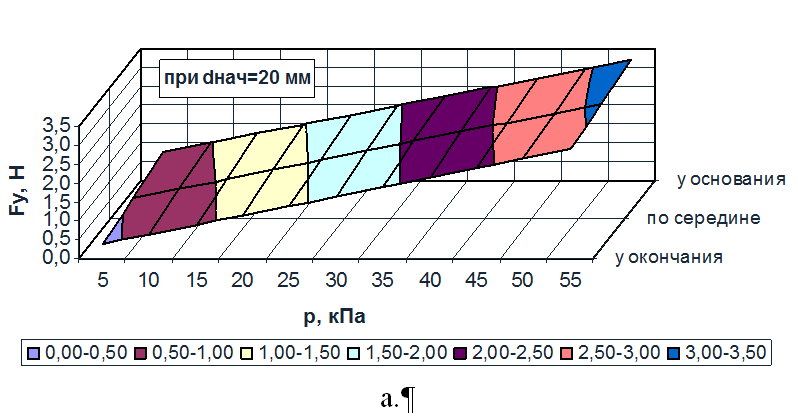 при dнач=20 мм
3,5
3,0
2,5
2,0
1,5
1,0
0,5
0,0
Fy, Н
у основания
по середине
у окончания
5 10 15 20 25 30 35 40 45 50 55
р, кПа
0,00-0,50 0,50-1,00 1,00-1,50 1,50-2,00 2,00-2,50 2,50-3,00 3,00-3,50
а.¶